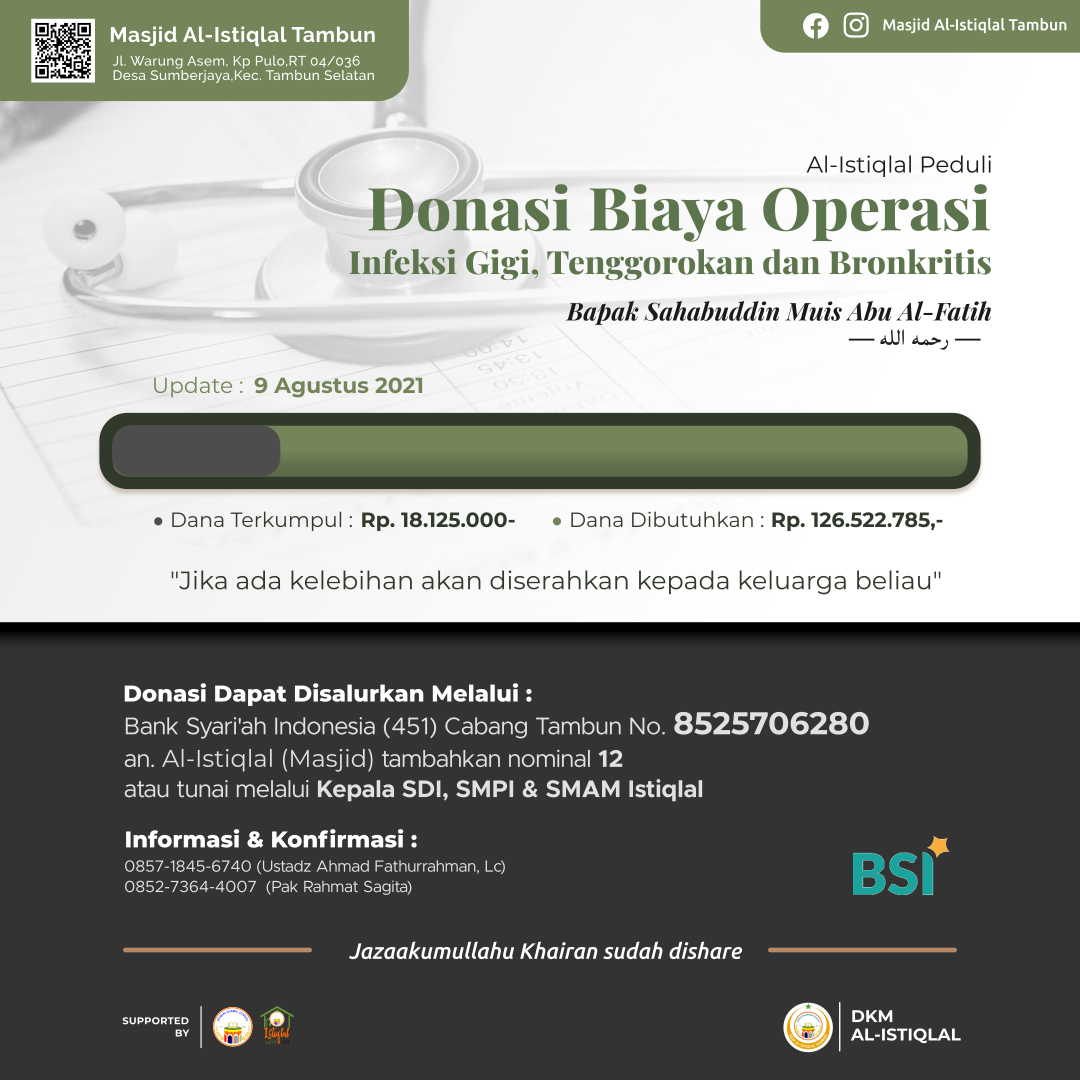 Masjid Al-Istiqlal Tambun
Jl. Warung Asem, Kp Pulo,RT 04/036
Desa Sumberjaya,Kec. Tambun Selatan
Masjid Al-Istiqlal Tambun
Al-Istiqlal Peduli
Donasi Biaya Operasi
Infeksi Gigi, Tenggorokan dan Bronkritis
Bapak Sahabuddin Muis Abu Al-Fatih
— رحمه الله —
Update : 9 Agustus 2021
• Dana Terkumpul : Rp. 18.125.000-
• Dana Dibutuhkan : Rp. 126.522.785,-
"Jika ada kelebihan akan diserahkan kepada keluarga beliau"
Donasi Dapat Disalurkan Melalui :
Bank Syari'ah Indonesia (451) Cabang Tambun No. 8525706280
an. Al-Istiqlal (Masjid) tambahkan nominal 12
atau tunai melalui Kepala SDI, SMPI & SMAM Istiqlal
Informasi & Konfirmasi :
0857-1845-6740 (Ustadz Ahmad Fathurrahman, Lc)
0852-7364-4007 (Pak Rahmat Sagita)
BSI
Jazaakumullahu Khairan sudah dishare
SUPPORTED
BY
Istiqlal
DKM
AL-ISTIQLAL